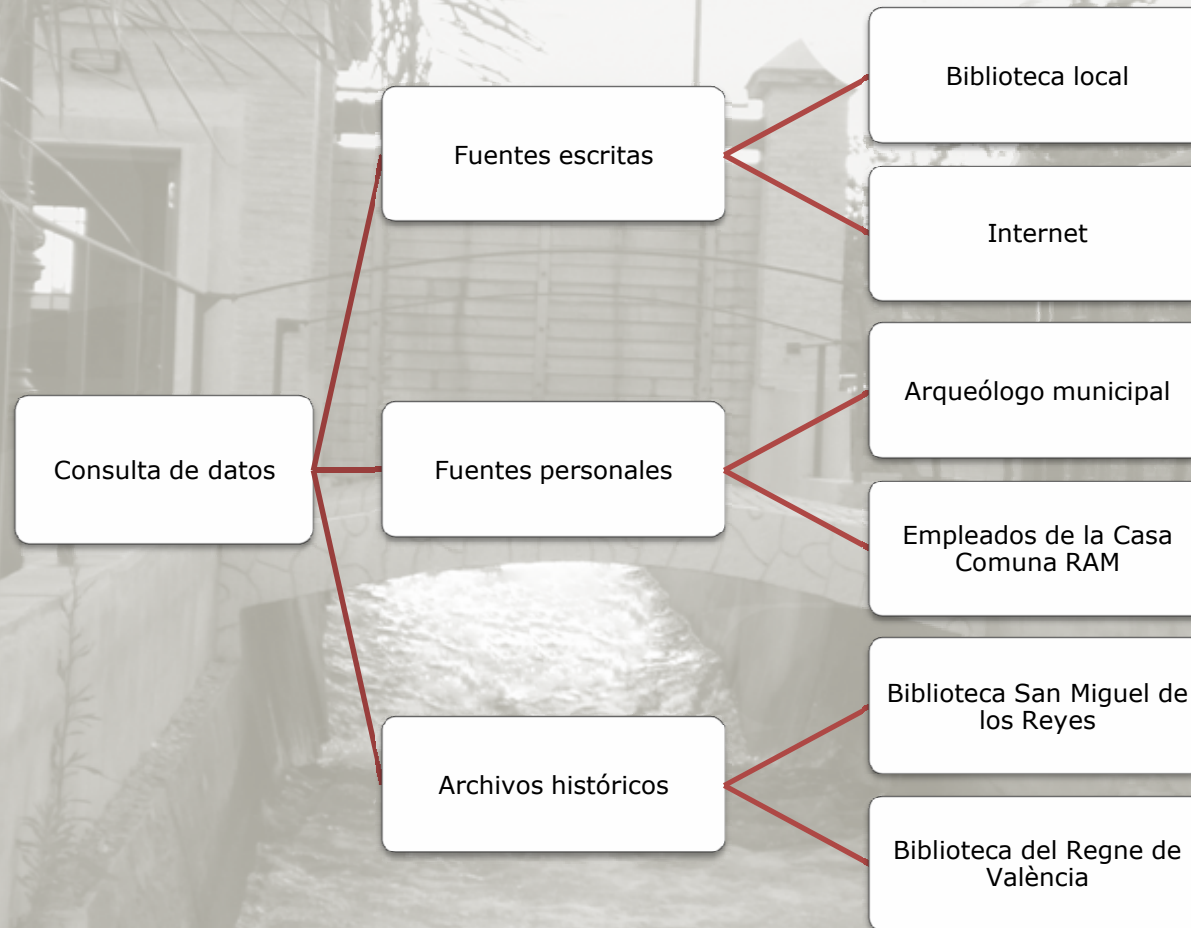 Consulta de datos
Fuentes escritas
Biblioteca local
Internet
Fuentes personales
Arqueólogo municipal
Empleados de la Casa
Comuna RAM
Archivos históricos
Biblioteca San Miguel de
los Reyes
Biblioteca del Regne de
València